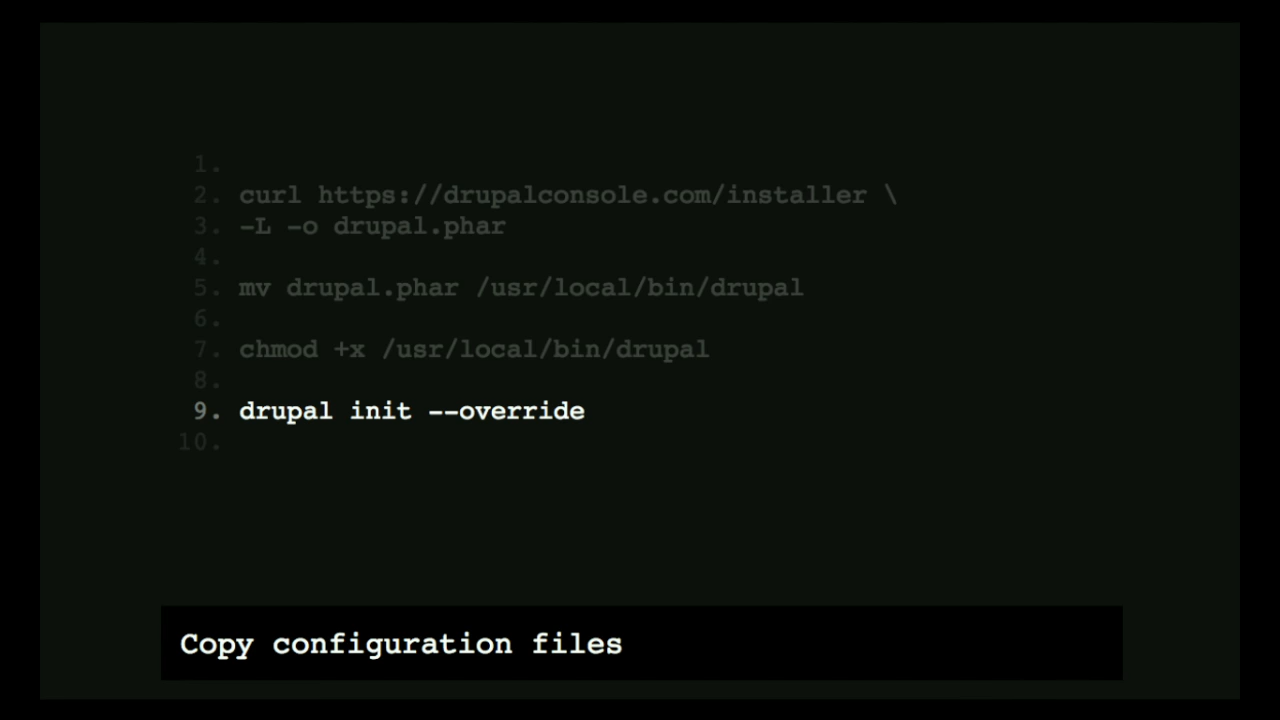 1.
2. curl https://drupalconsole.com/installer \
3. -L -o drupal.phar
4.
5. mv drupal.phar /usr/local/bin/drupal
6.
7. chmod +x /usr/local/bin/drupal
8.
9. drupal init --override
10.
Copy configuration files